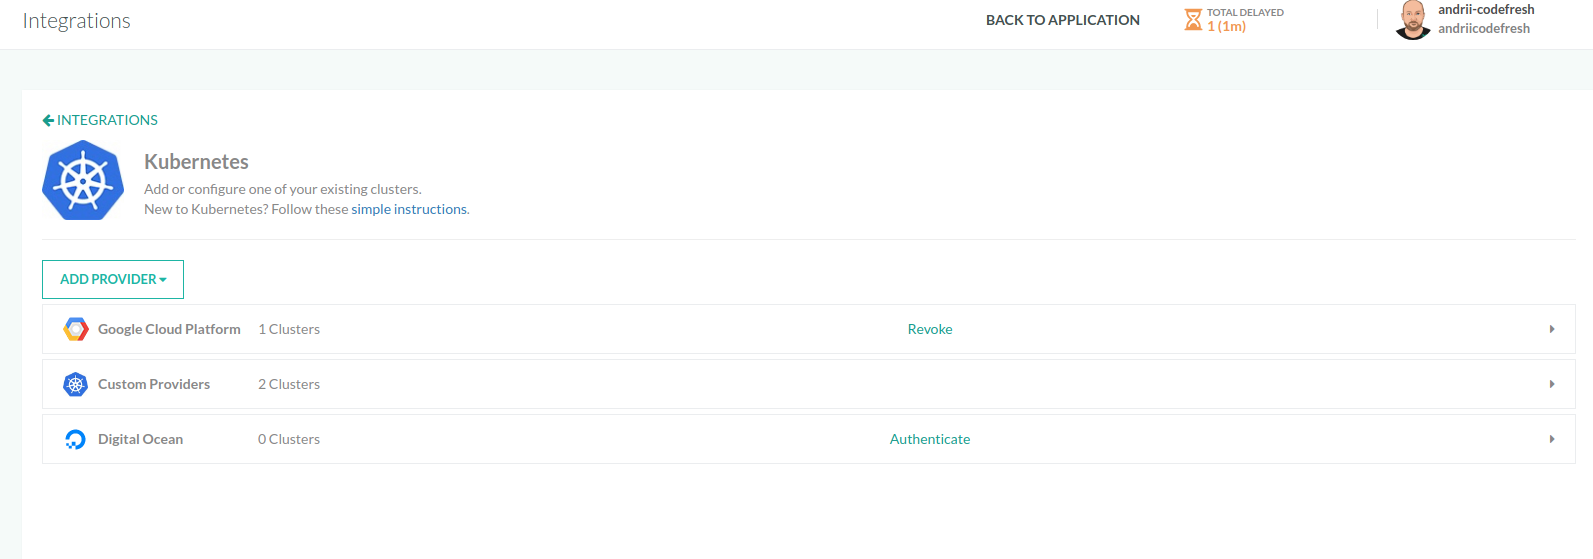 Integrations
BACK TO APPLICATION
TOTAL DELAYED
1 (1m)
andrii-codefresh
andriicodefresh
INTEGRATIONS
Kubernetes
Add or configure one of your existing clusters.
New to Kubernetes? Follow these simple instructions.
ADD PROVIDER
Google Cloud Platform 1 Clusters Revoke
Custom Providers 2 Clusters
Digital Ocean 0 Clusters Authenticate